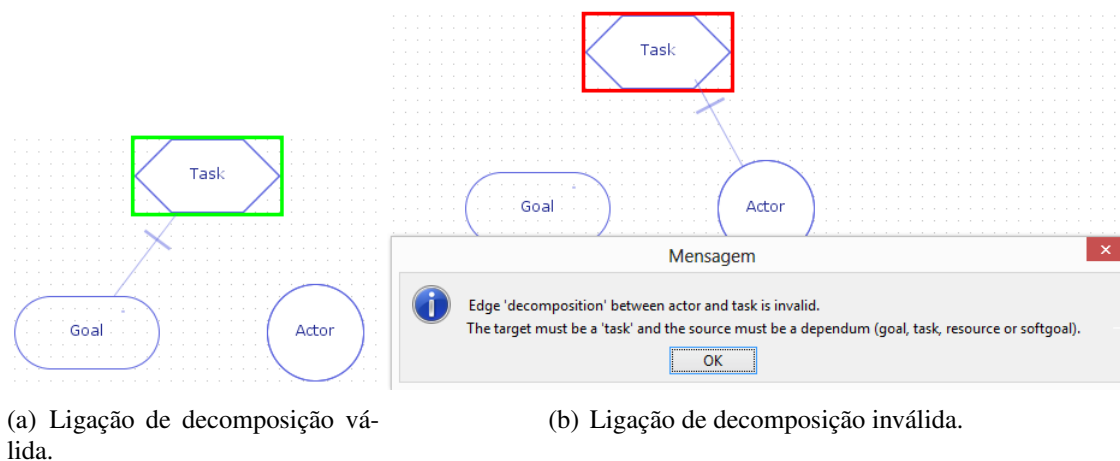 Task
Goal
Actor
Task
Goal
Actor
Mensagem
Edge 'decomposition' between actor and task is invalid.
The target must be a 'task' and the source must be a dependum (goal, task, resource or softgoal).
OK
(a) Ligação de decomposição vá-
lida.
(b) Ligação de decomposição inválida.